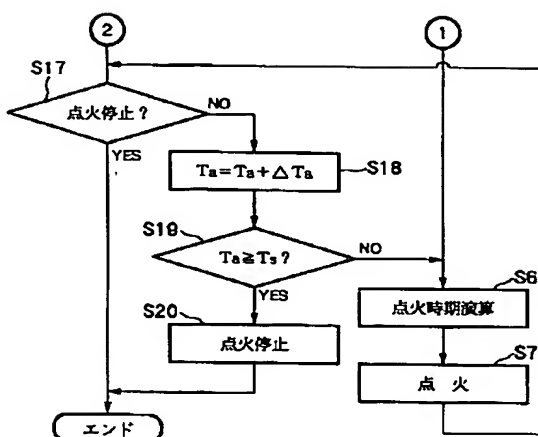 2
1
S17
点火停止?
NO
YES
Ta=Ta+△Ta
S18
S19
Ta≧Ts?
NO
YES
S6
点火時期演算
S20
点火停止
S7
点 火
エンド